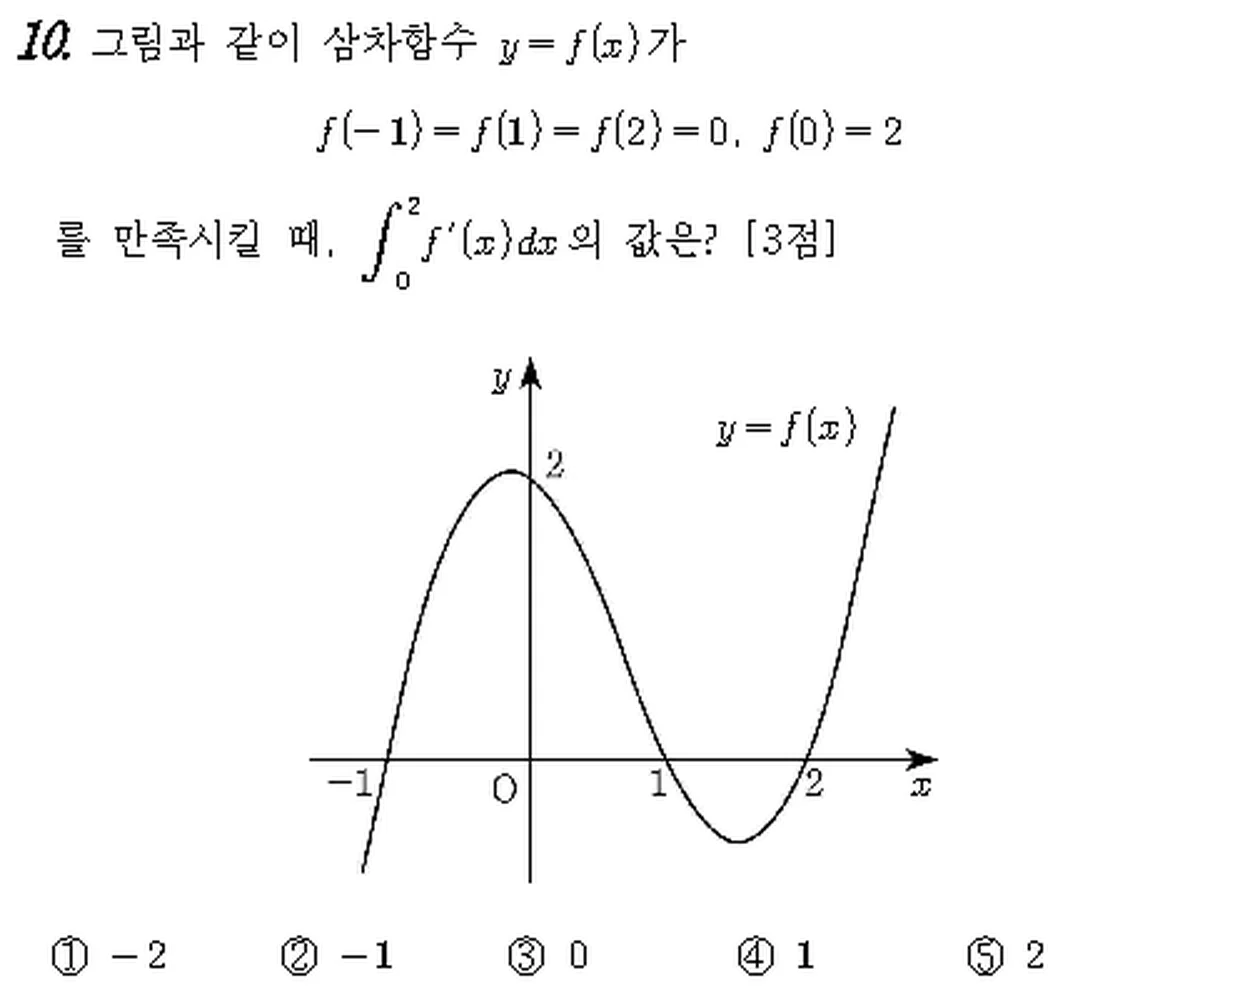 10. 그림과 같이 삼차함수 y=f(x)가
f(-1)=f(1)=f(2)=0, f(0)=2
를 만족시킬 때, ∫₀² f′(x)dx의 값은? [3점]
y
y=f(x)
2
-1 O 1 2 x
① -2 ② -1 ③ 0 ④ 1 ⑤ 2